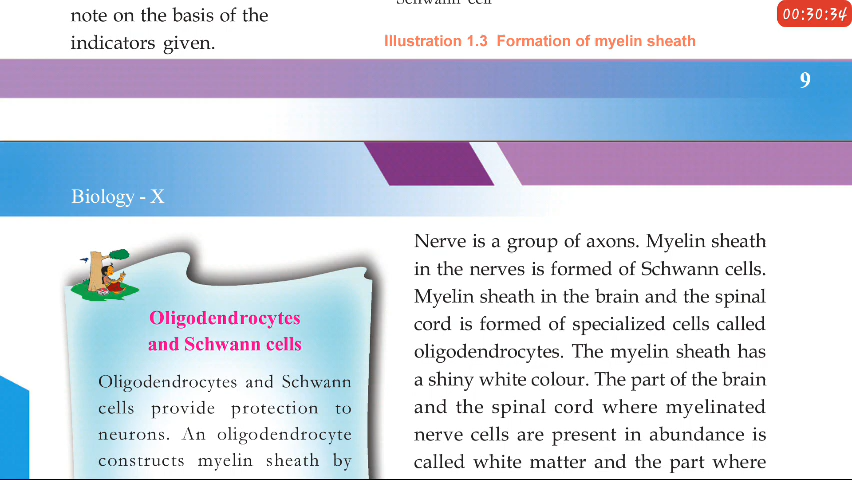 note on the basis of the
indicators given.
Schwann cell
00:30:34
Illustration 1.3 Formation of myelin sheath
9
Biology - X
Oligodendrocytes
and Schwann cells
Oligodendrocytes and Schwann
cells provide protection to
neurons. An oligodendrocyte
constructs myelin sheath by
Nerve is a group of axons. Myelin sheath
in the nerves is formed of Schwann cells.
Myelin sheath in the brain and the spinal
cord is formed of specialized cells called
oligodendrocytes. The myelin sheath has
a shiny white colour. The part of the brain
and the spinal cord where myelinated
nerve cells are present in abundance is
called white matter and the part where